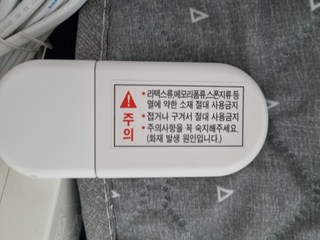 주의
• 라텍스류,메모리폼류,스폰지류 등
열에 약한 소재 절대 사용금지
• 접거나 구겨서 절대 사용금지
• 주의사항을 꼭 숙지해주세요.
(화재 발생 원인입니다.)